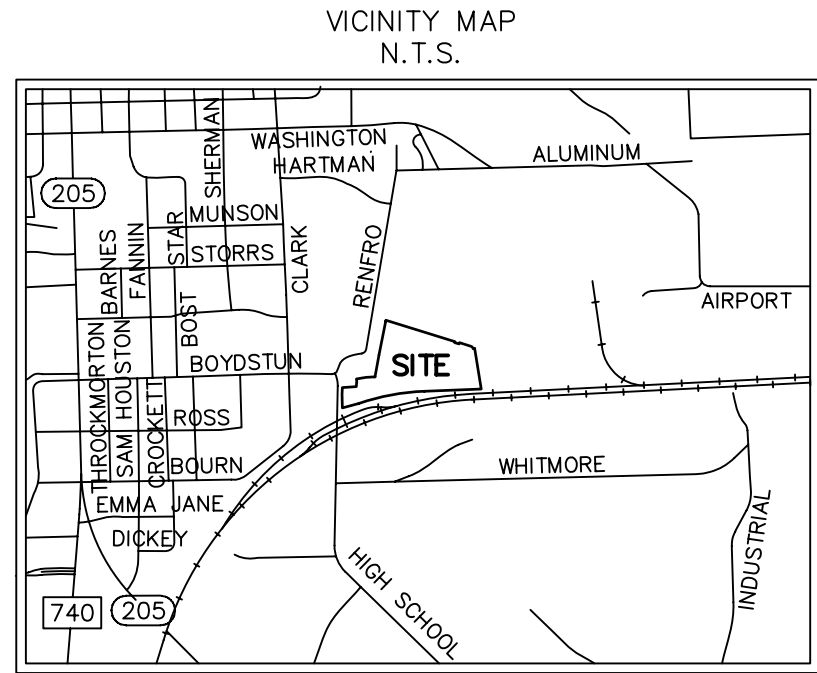 VICINITY MAP
N.T.S.
WASHINGTON
HARTMAN
ALUMINUM
SHERMAN
205
MUNSON
STAR
STORRS
BARNES
FANNIN
CLARK
RENFRO
AIRPORT
BOST
BOYDSTUN
SITE
THROCKMORTON
SAM HOUSTON
CROCKETT
ROSS
BOURN
WHITMORE
EMMA JANE
DICKEY
INDUSTRIAL
HIGH SCHOOL
740
205